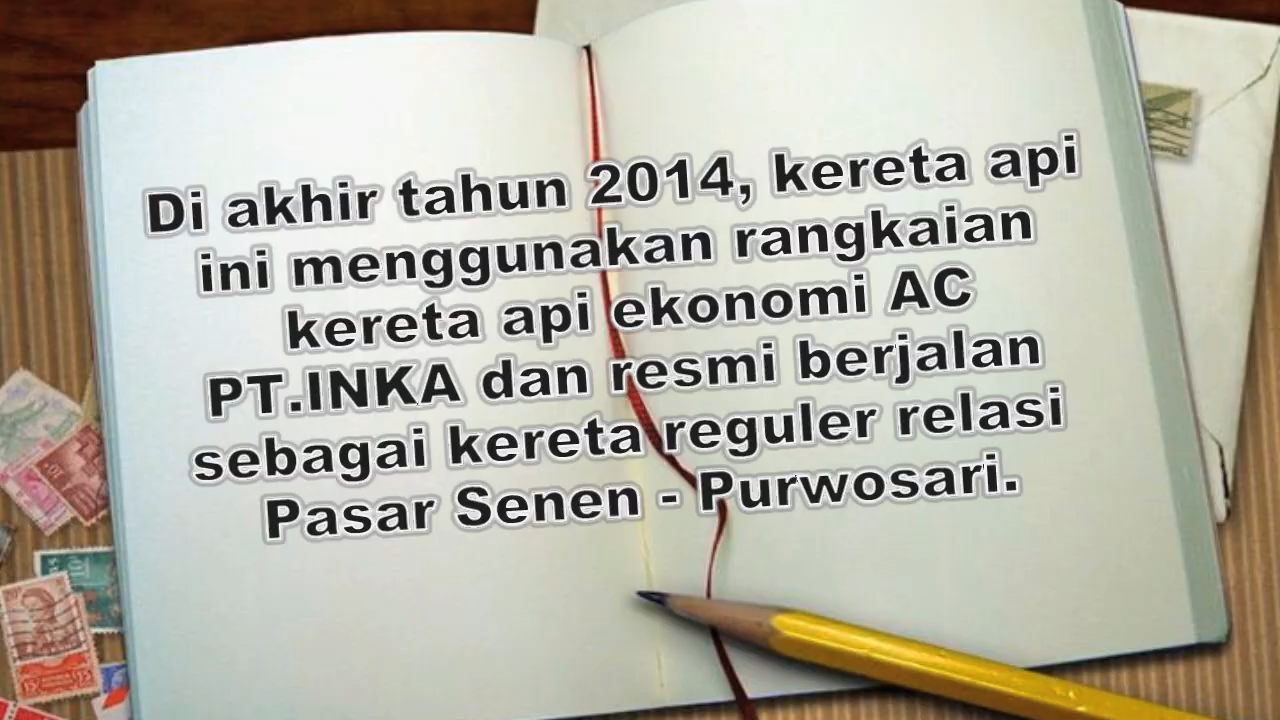 Di akhir tahun 2014, kereta api
ini menggunakan rangkaian
kereta api ekonomi AC
PT.INKA dan resmi berjalan
sebagai kereta reguler relasi
Pasar Senen - Purwosari.